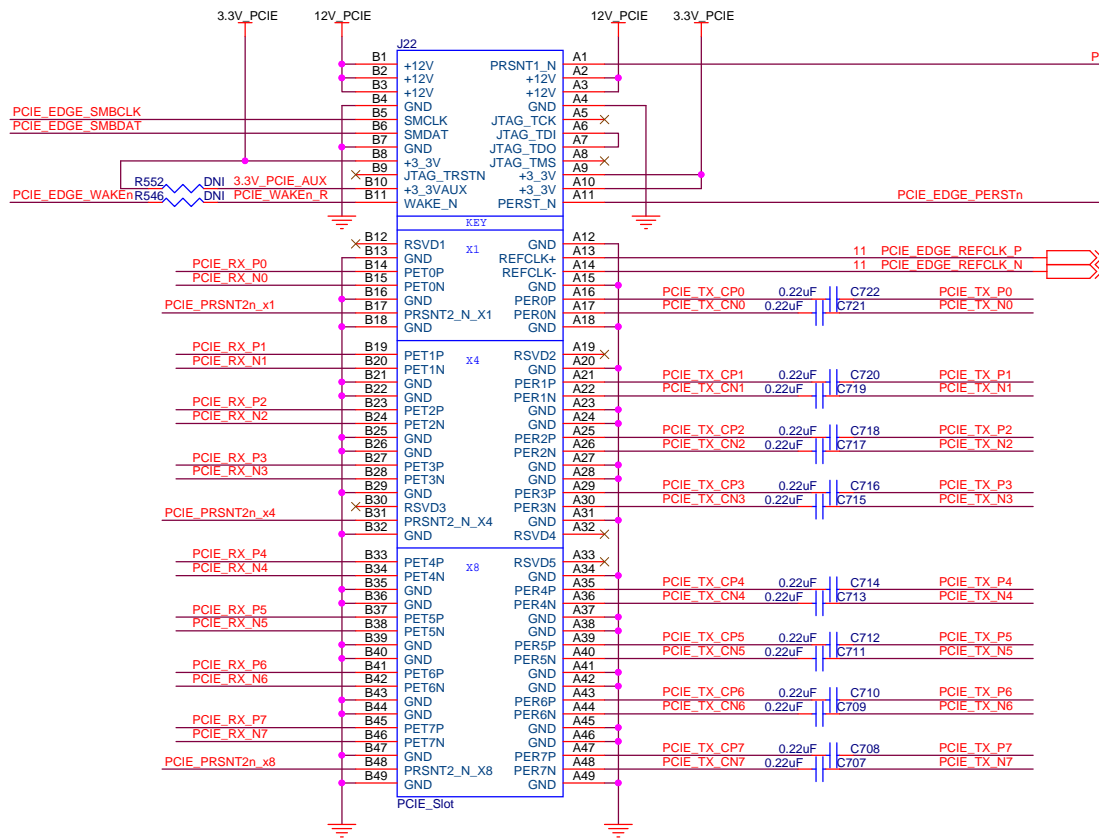 3.3V_PCIE 12V_PCIE 12V_PCIE 3.3V_PCIE
J22
B1 +12V PRSNT1_N A1 P
B2 +12V +12V A2
B3 +12V +12V A3
B4 GND GND A4
PCIE_EDGE_SMBCLK B5 SMCLK JTAG_TCK A5
PCIE_EDGE_SMBDAT B6 SMDAT JTAG_TDI A6
B7 GND JTAG_TDO A7
B8 +3_3V JTAG_TMS A8
B9 JTAG_TRSTN +3_3V A9
R552 DNI 3.3V_PCIE_AUX B10 +3_3VAUX +3_3V A10
PCIE_EDGE_WAKEn R546 DNI PCIE_WAKEn_R B11 WAKE_N PERST_N A11 PCIE_EDGE_PERSTn
KEY
B12 RSVD1 X1 GND A12
B13 GND REFCLK+ A13 11 PCIE_EDGE_REFCLK_P
PCIE_RX_P0 B14 PET0P REFCLK- A14 11 PCIE_EDGE_REFCLK_N
PCIE_RX_N0 B15 PET0N GND A15
B16 GND PER0P A16 PCIE_TX_CP0 0.22uF C722 PCIE_TX_P0
PCIE_PRSNT2n_x1 B17 PRSNT2_N_X1 PER0N A17 PCIE_TX_CN0 0.22uF C721 PCIE_TX_N0
B18 GND GND A18
PCIE_RX_P1 B19 PET1P X4 RSVD2 A19
PCIE_RX_N1 B20 PET1N GND A20
B21 GND PER1P A21 PCIE_TX_CP1 0.22uF C720 PCIE_TX_P1
B22 GND PER1N A22 PCIE_TX_CN1 0.22uF C719 PCIE_TX_N1
PCIE_RX_P2 B23 PET2P GND A23
PCIE_RX_N2 B24 PET2N GND A24
B25 GND PER2P A25 PCIE_TX_CP2 0.22uF C718 PCIE_TX_P2
B26 GND PER2N A26 PCIE_TX_CN2 0.22uF C717 PCIE_TX_N2
PCIE_RX_P3 B27 PET3P GND A27
PCIE_RX_N3 B28 PET3N GND A28
B29 GND PER3P A29 PCIE_TX_CP3 0.22uF C716 PCIE_TX_P3
B30 RSVD3 PER3N A30 PCIE_TX_CN3 0.22uF C715 PCIE_TX_N3
PCIE_PRSNT2n_x4 B31 PRSNT2_N_X4 GND A31
B32 GND RSVD4 A32
PCIE_RX_P4 B33 PET4P X8 RSVD5 A33
PCIE_RX_N4 B34 PET4N GND A34
B35 GND PER4P A35 PCIE_TX_CP4 0.22uF C714 PCIE_TX_P4
B36 GND PER4N A36 PCIE_TX_CN4 0.22uF C713 PCIE_TX_N4
PCIE_RX_P5 B37 PET5P GND A37
PCIE_RX_N5 B38 PET5N GND A38
B39 GND PER5P A39 PCIE_TX_CP5 0.22uF C712 PCIE_TX_P5
B40 GND PER5N A40 PCIE_TX_CN5 0.22uF C711 PCIE_TX_N5
PCIE_RX_P6 B41 PET6P GND A41
PCIE_RX_N6 B42 PET6N GND A42
B43 GND PER6P A43 PCIE_TX_CP6 0.22uF C710 PCIE_TX_P6
B44 GND PER6N A44 PCIE_TX_CN6 0.22uF C709 PCIE_TX_N6
PCIE_RX_P7 B45 PET7P GND A45
PCIE_RX_N7 B46 PET7N GND A46
B47 GND PER7P A47 PCIE_TX_CP7 0.22uF C708 PCIE_TX_P7
PCIE_PRSNT2n_x8 B48 PRSNT2_N_X8 PER7N A48 PCIE_TX_CN7 0.22uF C707 PCIE_TX_N7
B49 GND GND A49
PCIE_Slot